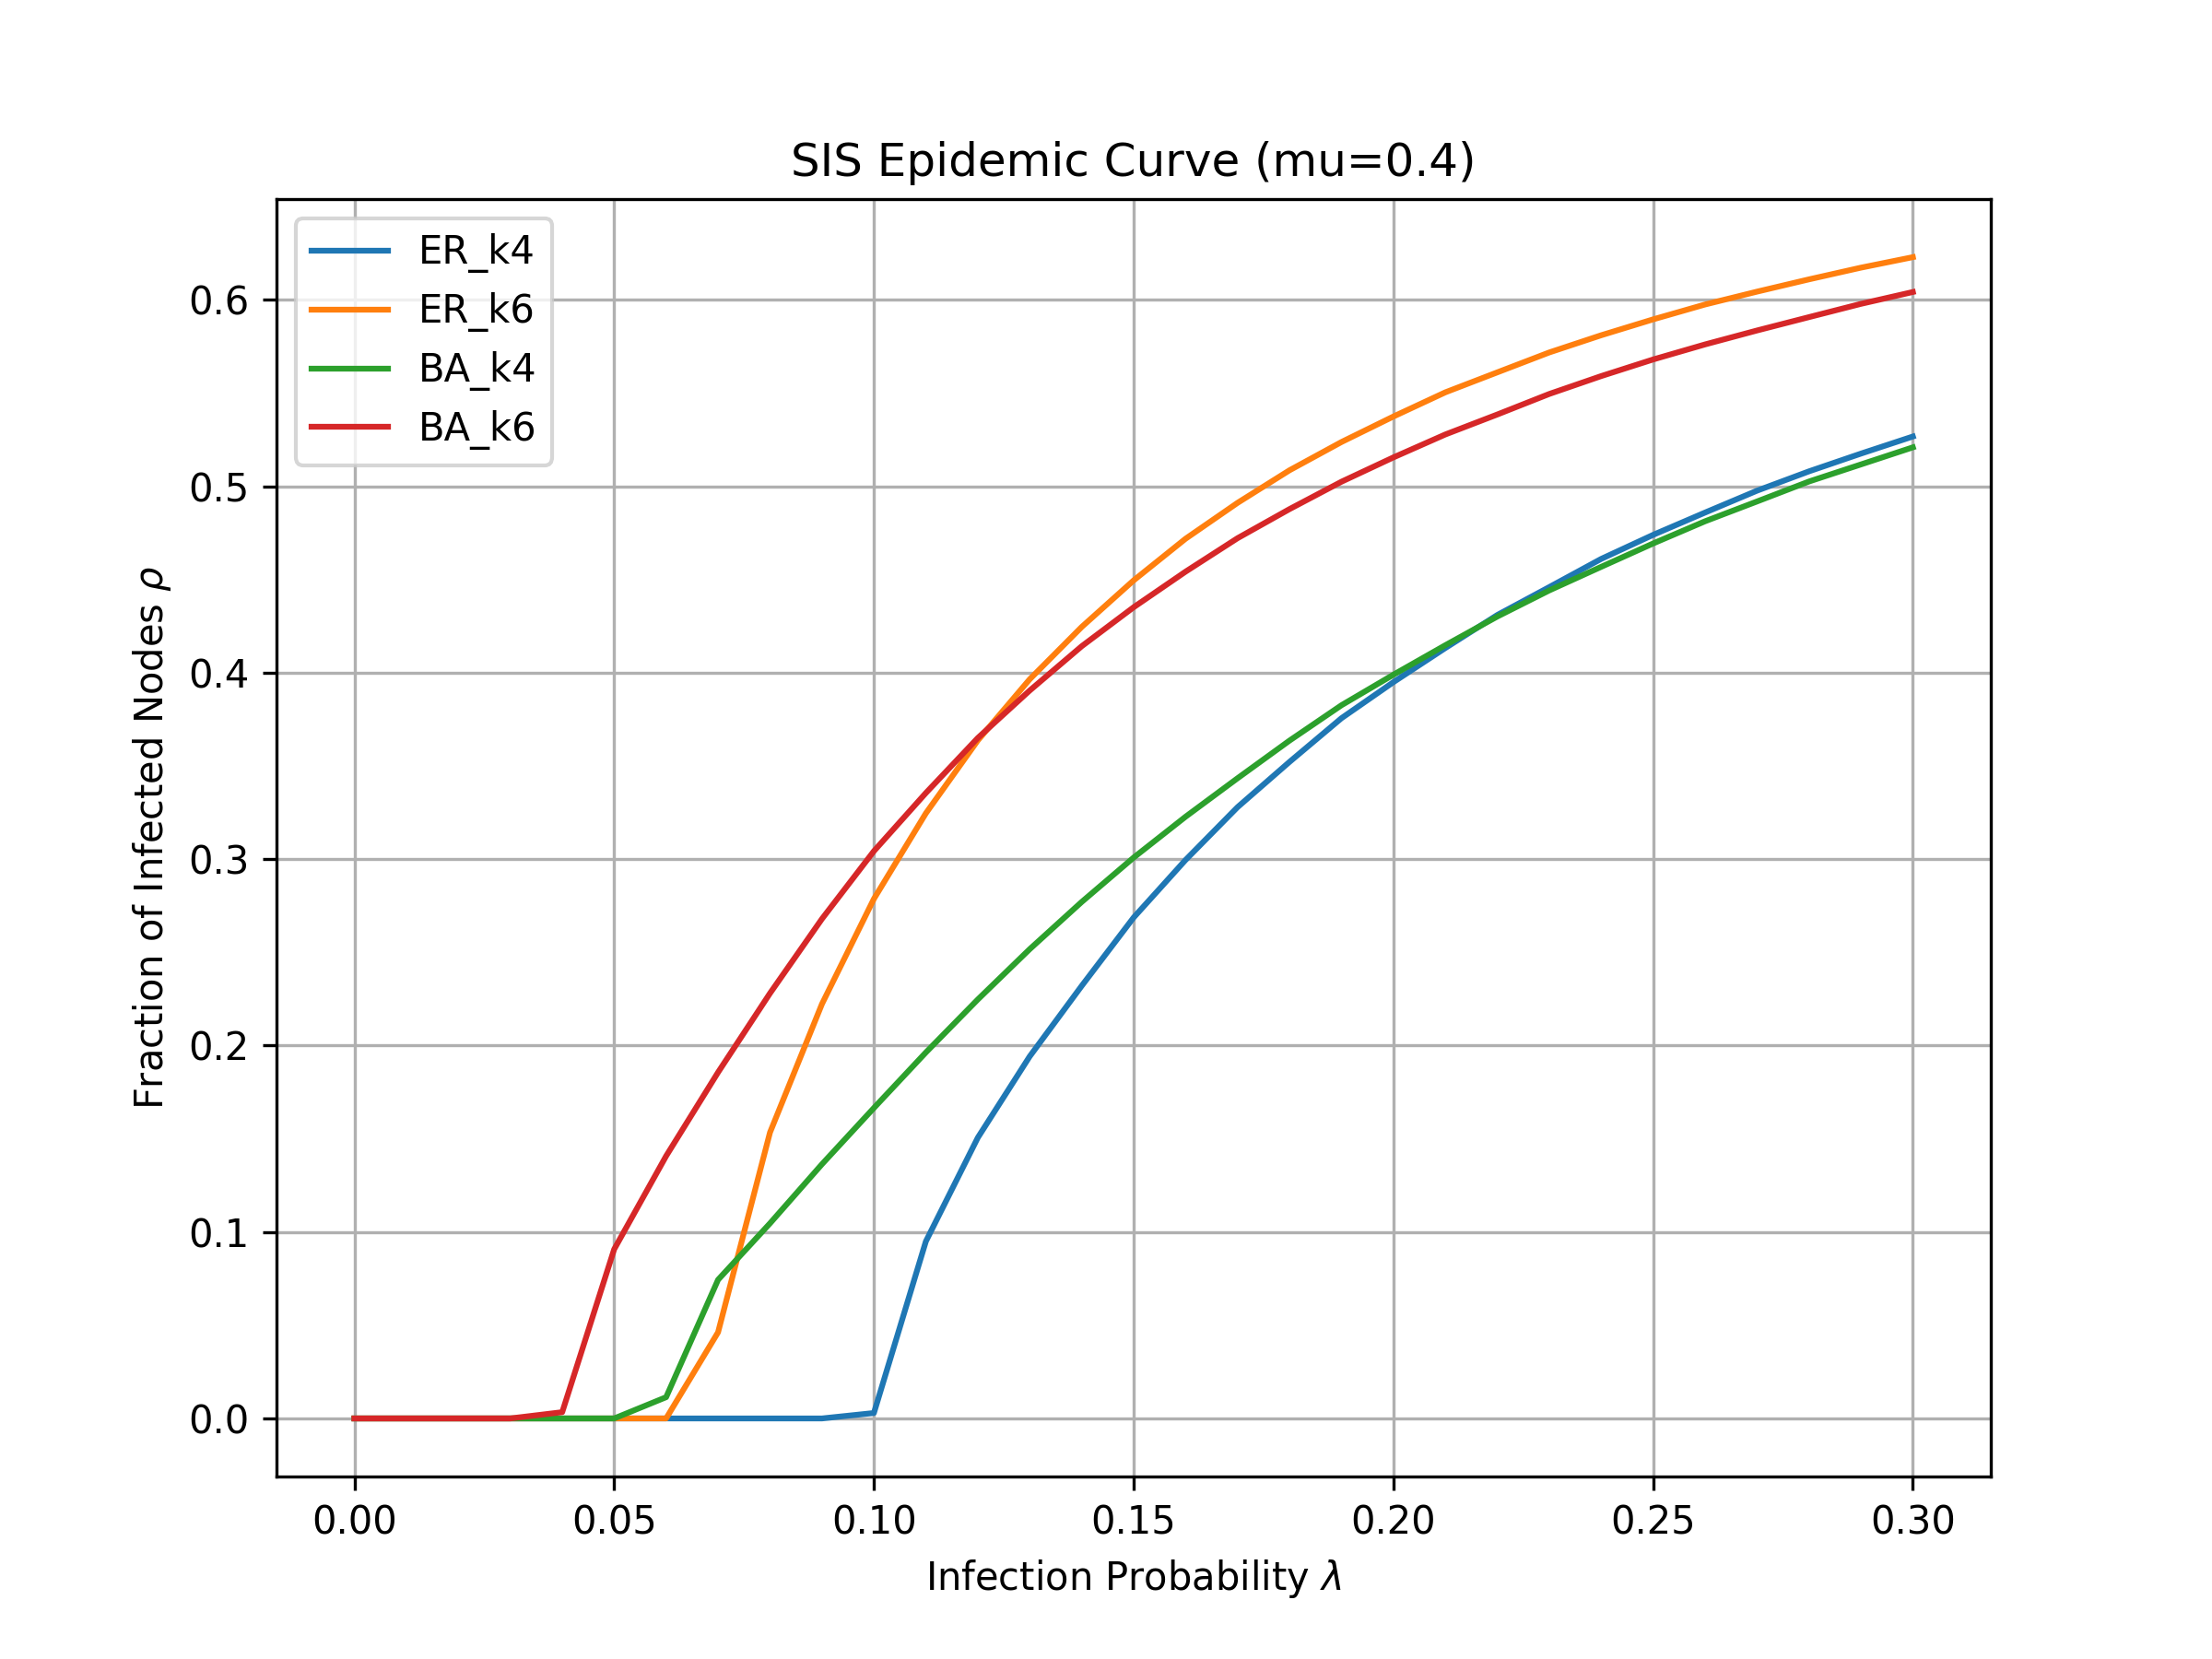 SIS Epidemic Curve (mu=0.4)
ER_k4
ER_k6
BA_k4
BA_k6
0.6
0.5
0.4
0.3
0.2
0.1
0.0
Fraction of Infected Nodes ρ
0.00 0.05 0.10 0.15 0.20 0.25 0.30
Infection Probability λ